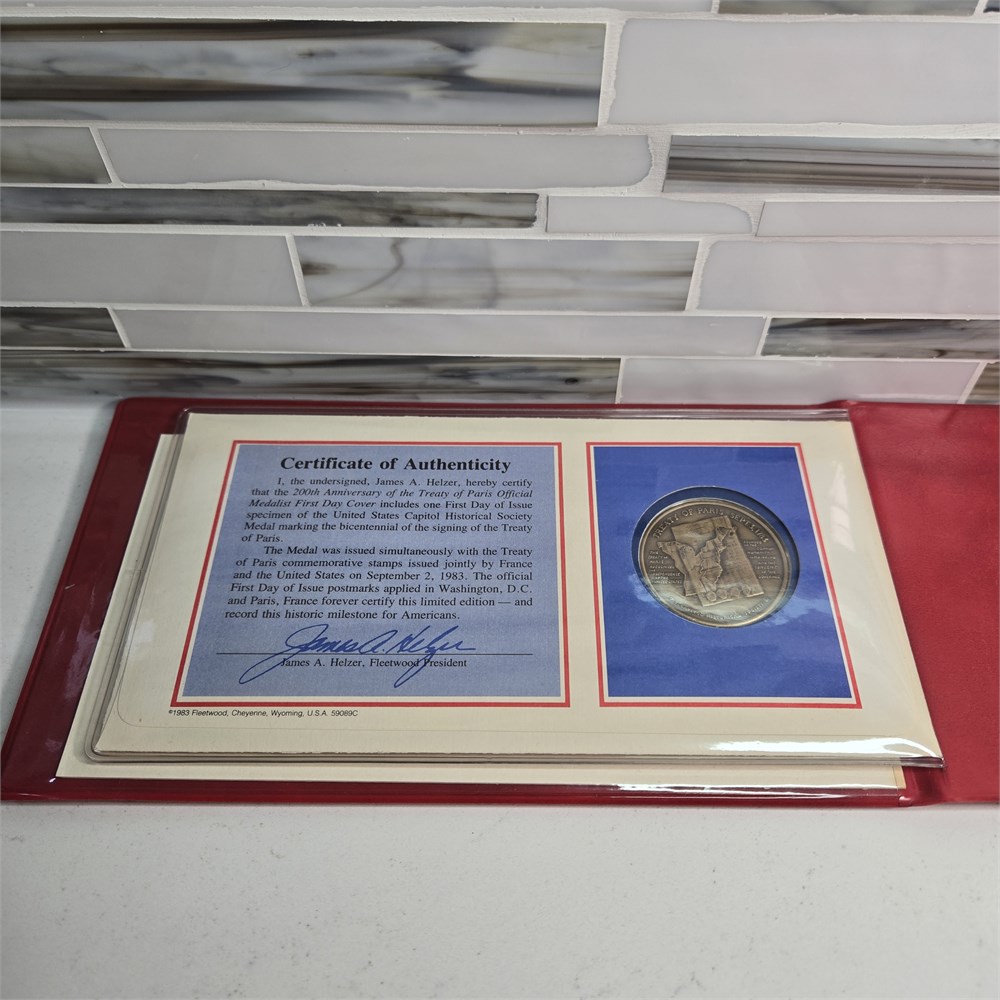 Certificate of Authenticity
I, the undersigned, James A. Helzer, hereby certify
that the 200th Anniversary of the Treaty of Paris Official
Medalist First Day Cover includes one First Day of Issue
specimen of the United States Capitol Historical Society
Medal marking the bicentennial of the signing of the Treaty
of Paris.
The Medal was issued simultaneously with the Treaty
of Paris commemorative stamps issued jointly by France
and the United States on September 2, 1983. The official
First Day of Issue postmarks applied in Washington, D.C.
and Paris, France forever certify this limited edition — and
record this historic milestone for Americans.
James A. Helzer
James A. Helzer, Fleetwood President
©1983 Fleetwood, Cheyenne, Wyoming, U.S.A. 59089C
TREATY OF PARIS